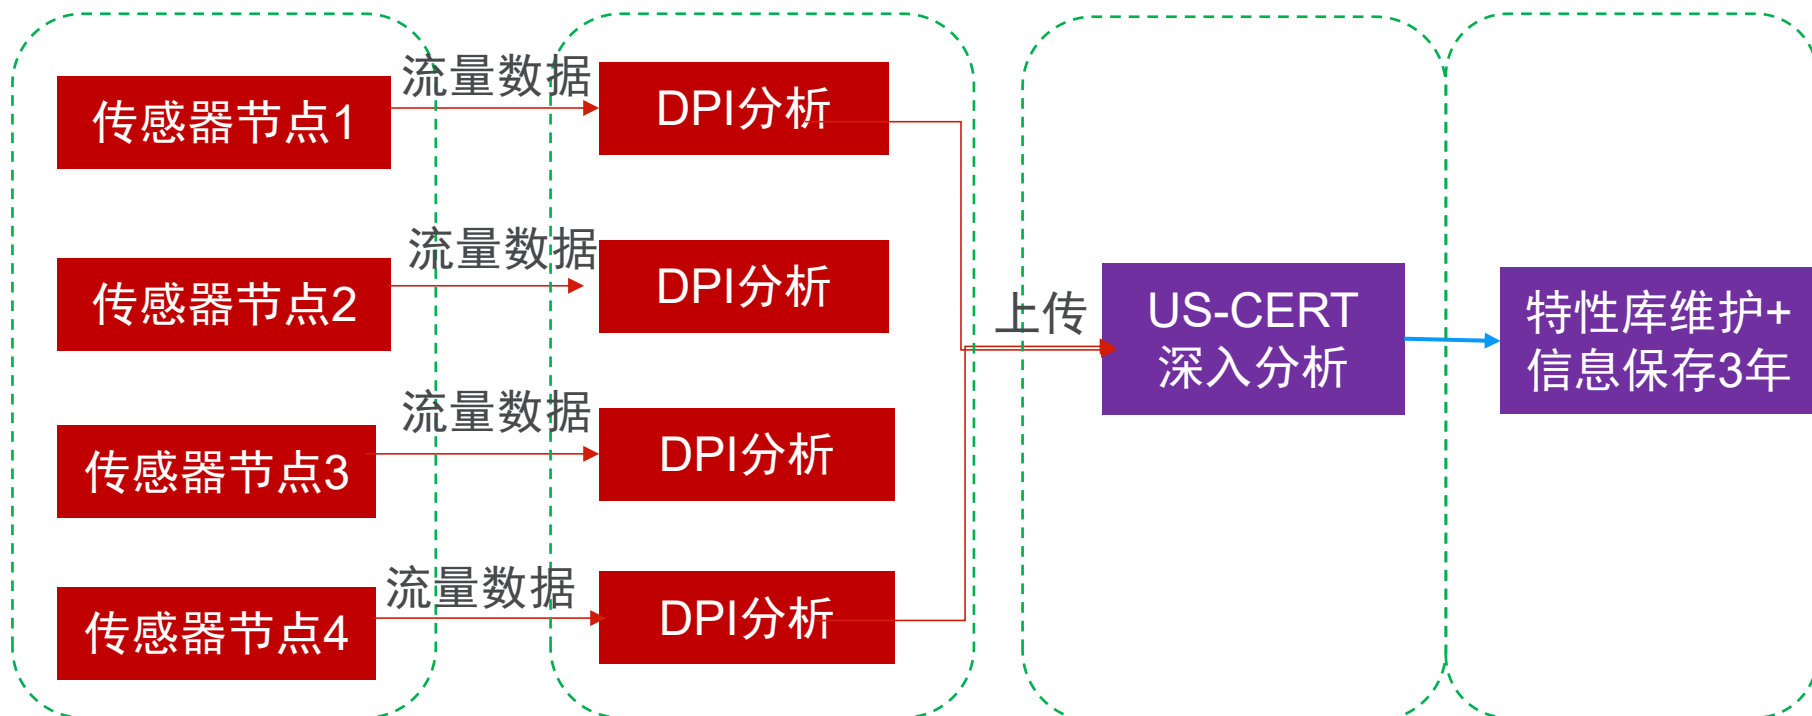 传感器节点1
流量数据
DPI分析
传感器节点2
流量数据
DPI分析
传感器节点3
流量数据
DPI分析
传感器节点4
流量数据
DPI分析
上传
US-CERT
深入分析
特性库维护+
信息保存3年